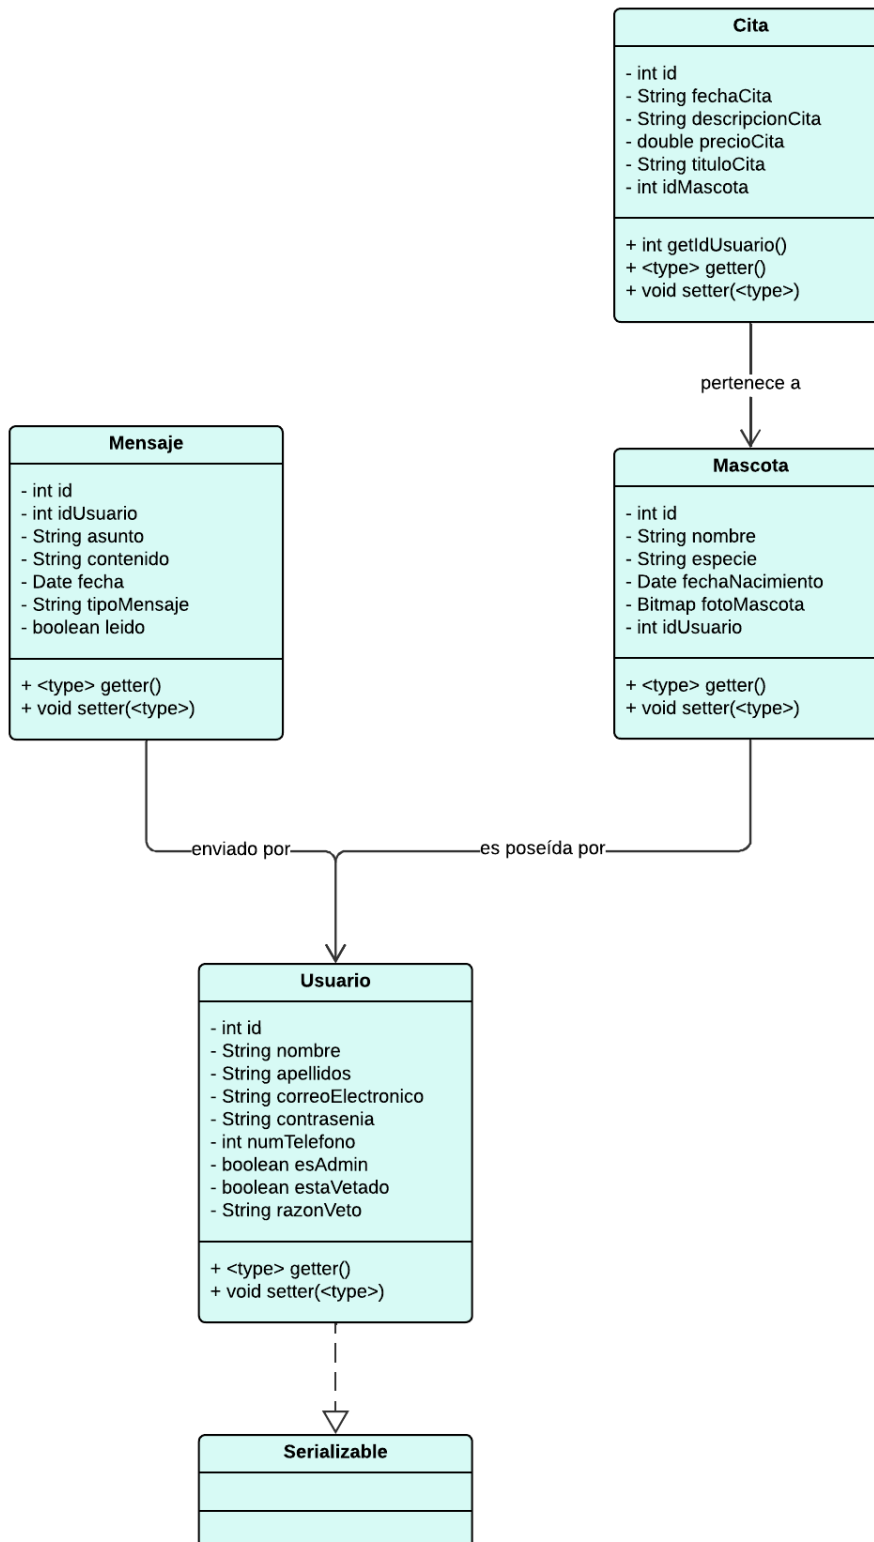 Cita
- int id
- String fechaCita
- String descripcionCita
- double precioCita
- String tituloCita
- int idMascota
+ int getIdUsuario()
+ <type> getter()
+ void setter(<type>)
pertenece a
Mensaje
- int id
- int idUsuario
- String asunto
- String contenido
- Date fecha
- String tipoMensaje
- boolean leido
+ <type> getter()
+ void setter(<type>)
Mascota
- int id
- String nombre
- String especie
- Date fechaNacimiento
- Bitmap fotoMascota
- int idUsuario
+ <type> getter()
+ void setter(<type>)
enviado por
es poseída por
Usuario
- int id
- String nombre
- String apellidos
- String correoElectronico
- String contrasenia
- int numTelefono
- boolean esAdmin
- boolean estaVetado
- String razonVeto
+ <type> getter()
+ void setter(<type>)
Serializable